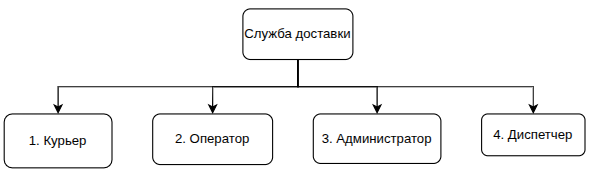 Служба доставки
1. Курьер
2. Оператор
3. Администратор
4. Диспетчер